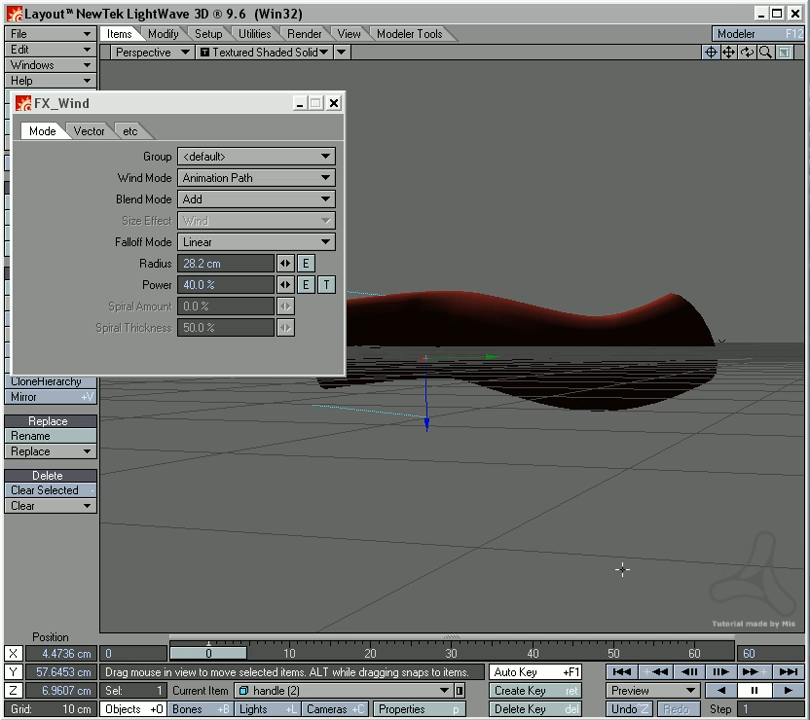 Layout™ NewTek LightWave 3D ® 9.6 (Win32)
File
Items Modify Setup Utilities Render View Modeler Tools
Modeler F12
Edit
Perspective Textured Shaded Solid
Windows
Help
FX_Wind
Mode Vector etc
Group <default>
Wind Mode Animation Path
Blend Mode Add
Size Effect Wind
Falloff Mode Linear
Radius 28.2 cm E
Power 40.0 % E T
Spiral Amount 0.0 %
Spiral Thickness 50.0 %
CloneHierarchy
Mirror +V
Replace
Rename
Replace
Delete
Clear Selected -
Clear
Tutorial made by Mis
Position
X 4.4736 cm 0 0 10 20 30 40 50 60 60
Y 57.6453 cm Drag mouse in view to move selected items. ALT while dragging snaps to items. Auto Key +F1
Z 6.9607 cm Sel: 1 Current Item handle (2) Create Key ret Preview
Grid: 10 cm Objects +O Bones +B Lights +L Cameras +C Properties p Delete Key del Undo ^Z Redo Step 1